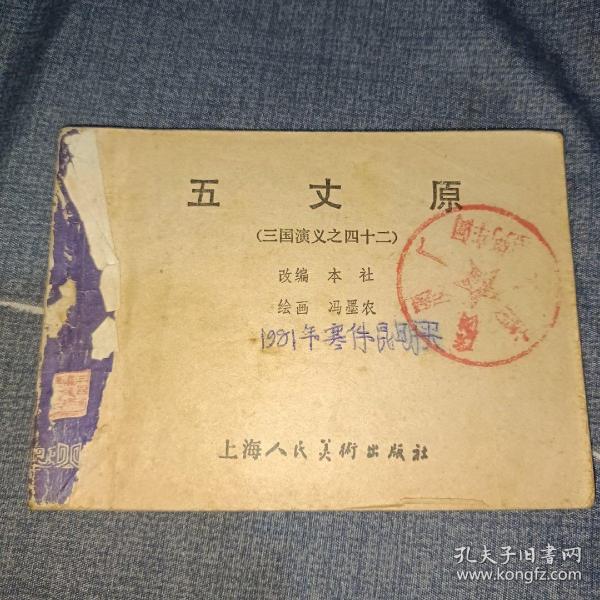 五 丈 原
(三国演义之四十二)
改编 本 社
绘画 冯墨农
1981年寒假昆明
上海人民美術出版社
孔夫子旧书网
www.kongfz.com